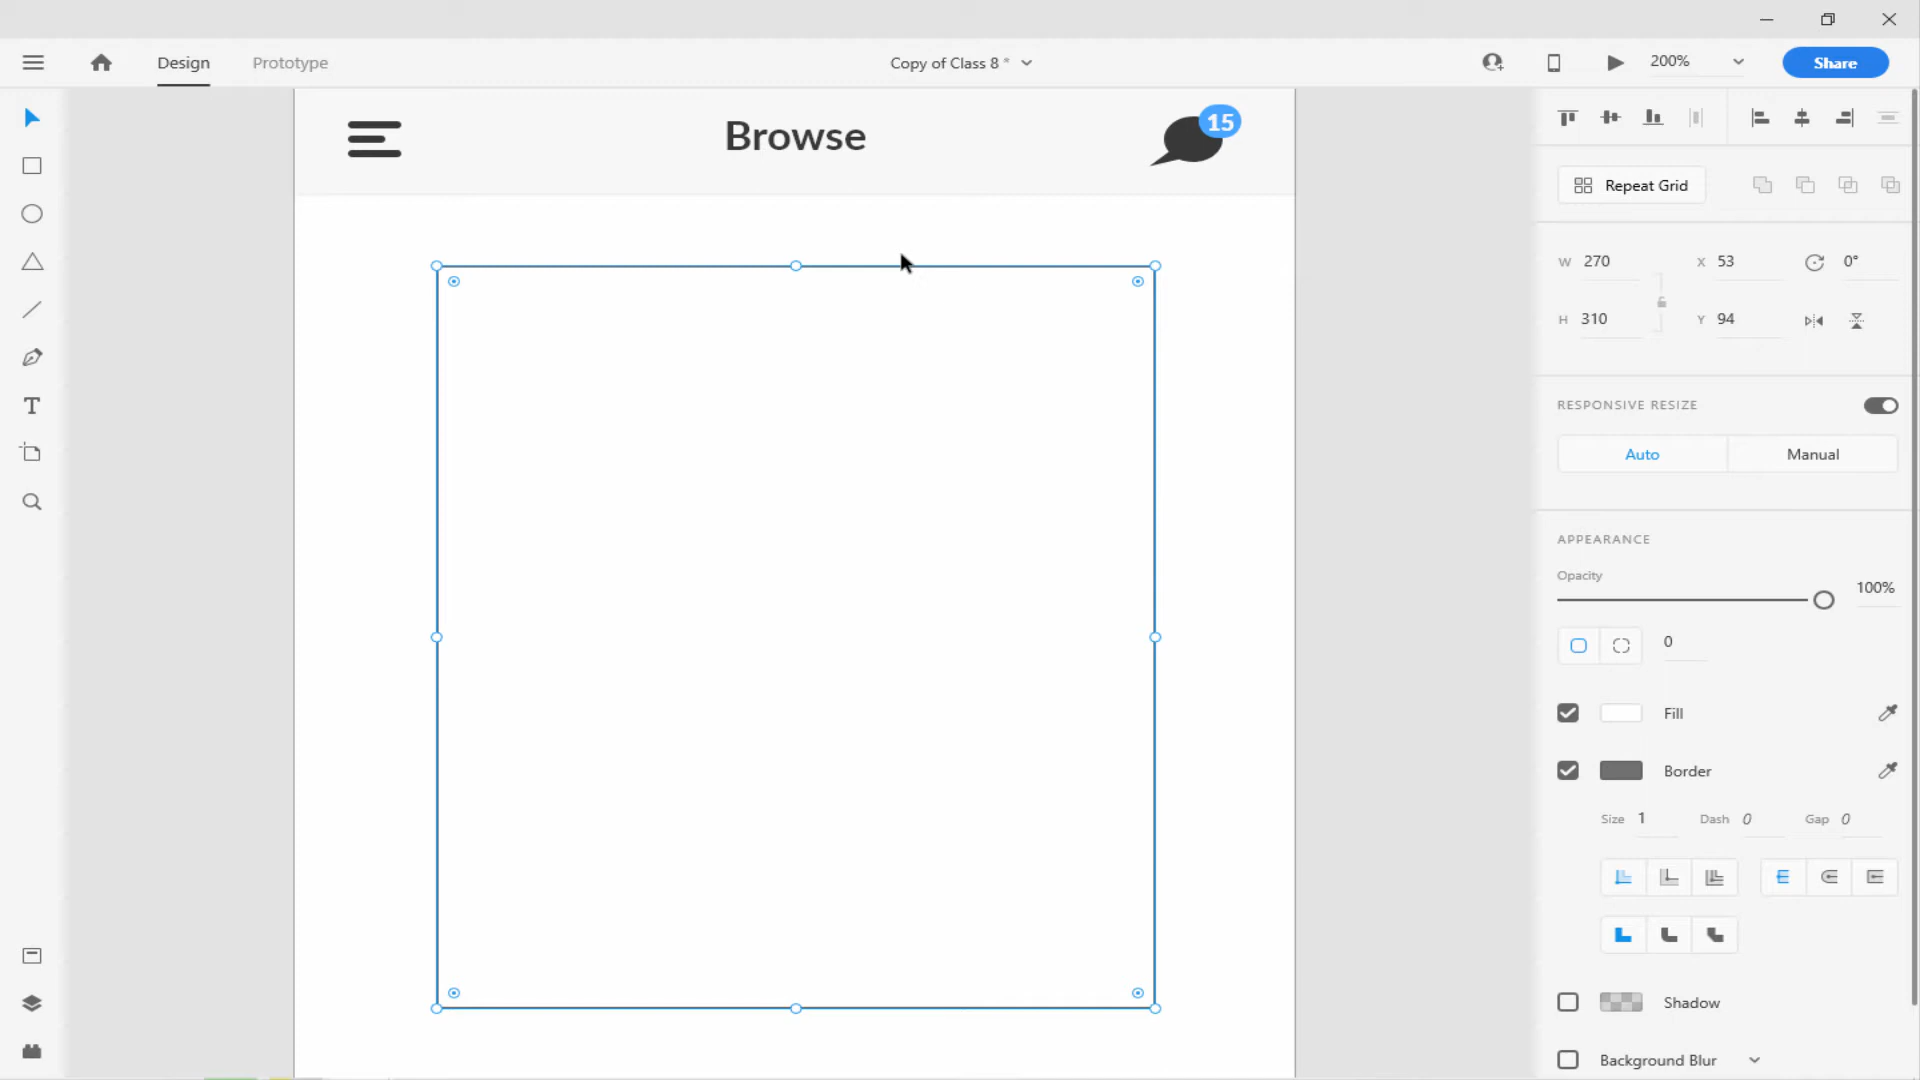 Design Prototype Copy of Class 8 * 200% Share
Browse 15
Repeat Grid
W 270 X 53 0°
H 310 Y 94
RESPONSIVE RESIZE
Auto Manual
APPEARANCE
Opacity
100%
0
Fill
Border
Size 1 Dash 0 Gap 0
Shadow
Background Blur
T